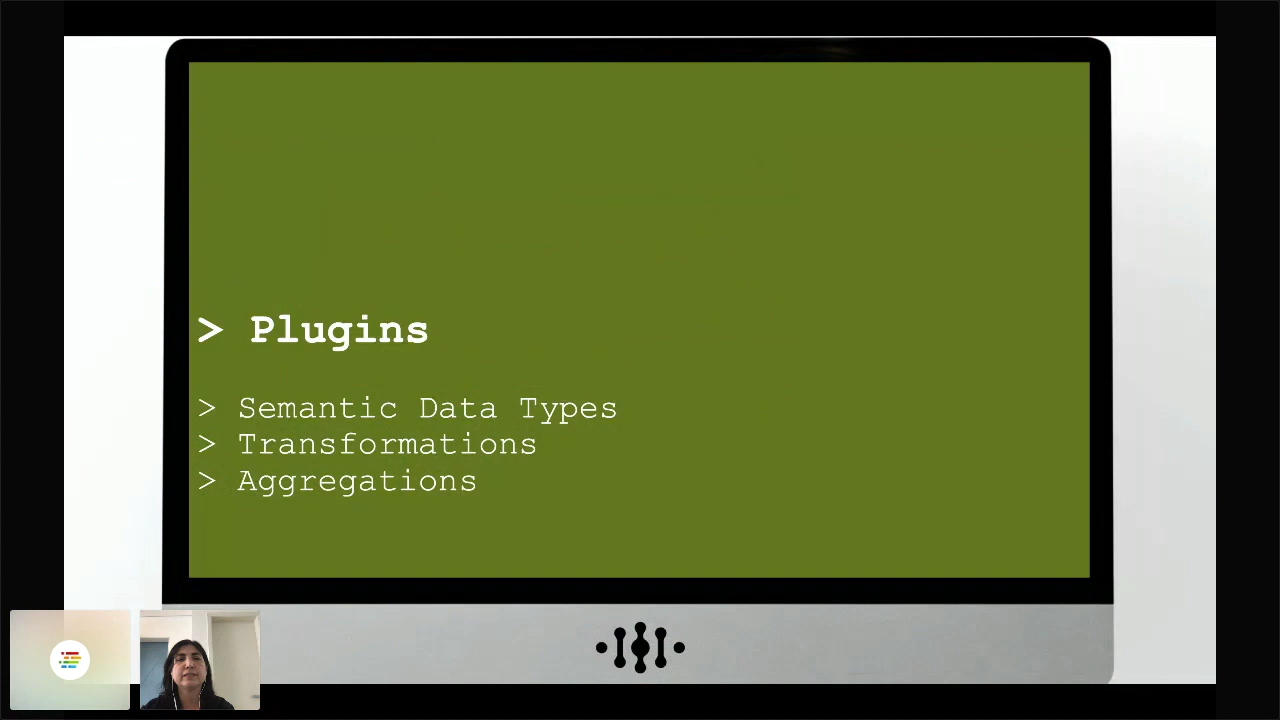 > Plugins
> Semantic Data Types
> Transformations
> Aggregations